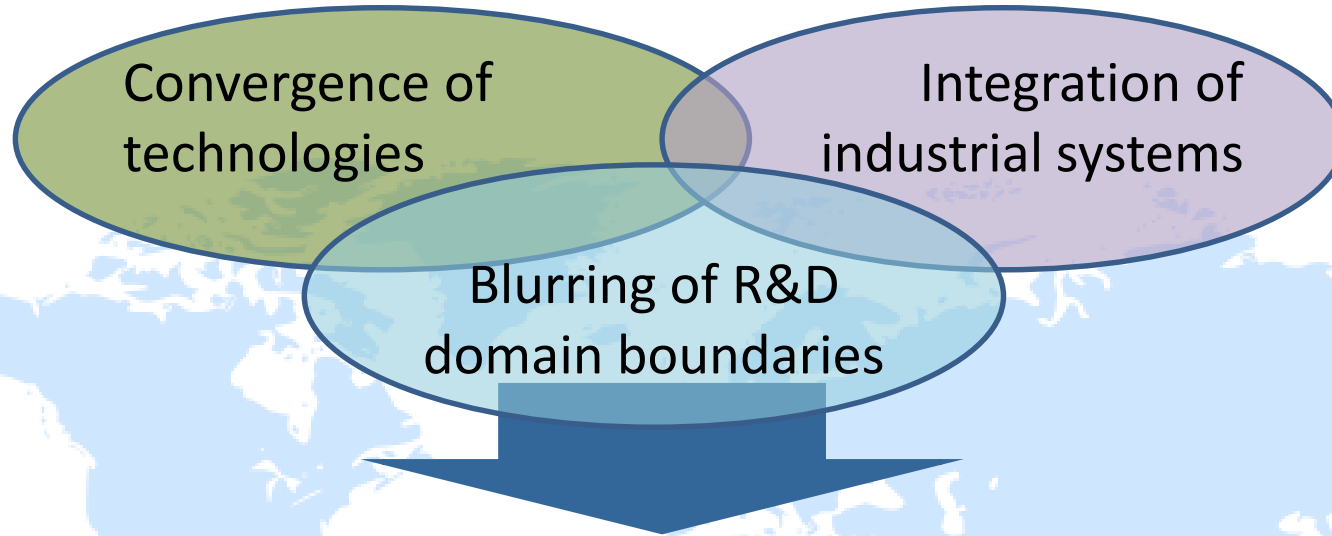 Convergence of
technologies
Integration of
industrial systems
Blurring of R&D
domain boundaries